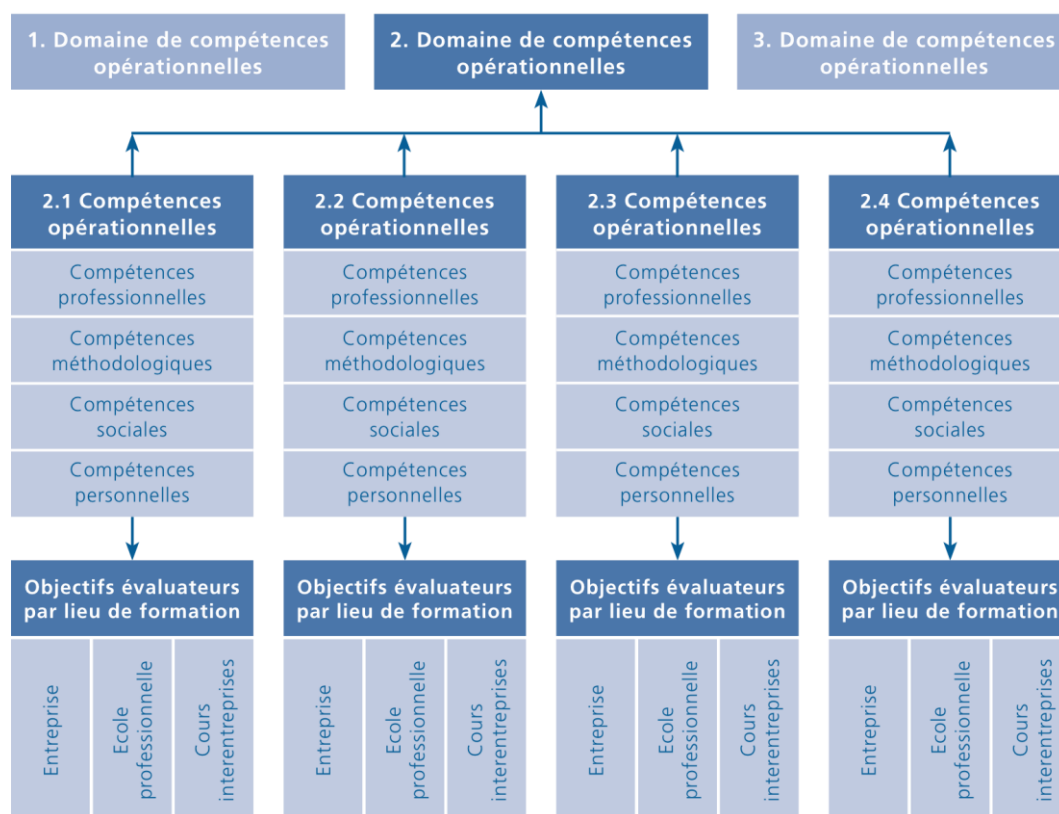 1. Domaine de compétences
opérationnelles
2. Domaine de compétences
opérationnelles
3. Domaine de compétences
opérationnelles
2.1 Compétences
opérationnelles
2.2 Compétences
opérationnelles
2.3 Compétences
opérationnelles
2.4 Compétences
opérationnelles
Compétences
professionnelles
Compétences
professionnelles
Compétences
professionnelles
Compétences
professionnelles
Compétences
méthodologiques
Compétences
méthodologiques
Compétences
méthodologiques
Compétences
méthodologiques
Compétences
sociales
Compétences
sociales
Compétences
sociales
Compétences
sociales
Compétences
personnelles
Compétences
personnelles
Compétences
personnelles
Compétences
personnelles
Objectifs évaluateurs
par lieu de formation
Objectifs évaluateurs
par lieu de formation
Objectifs évaluateurs
par lieu de formation
Objectifs évaluateurs
par lieu de formation
Entreprise
Ecole
professionnelle
Cours
interentreprises
Entreprise
Ecole
professionnelle
Cours
interentreprises
Entreprise
Ecole
professionnelle
Cours
interentreprises
Entreprise
Ecole
professionnelle
Cours
interentreprises